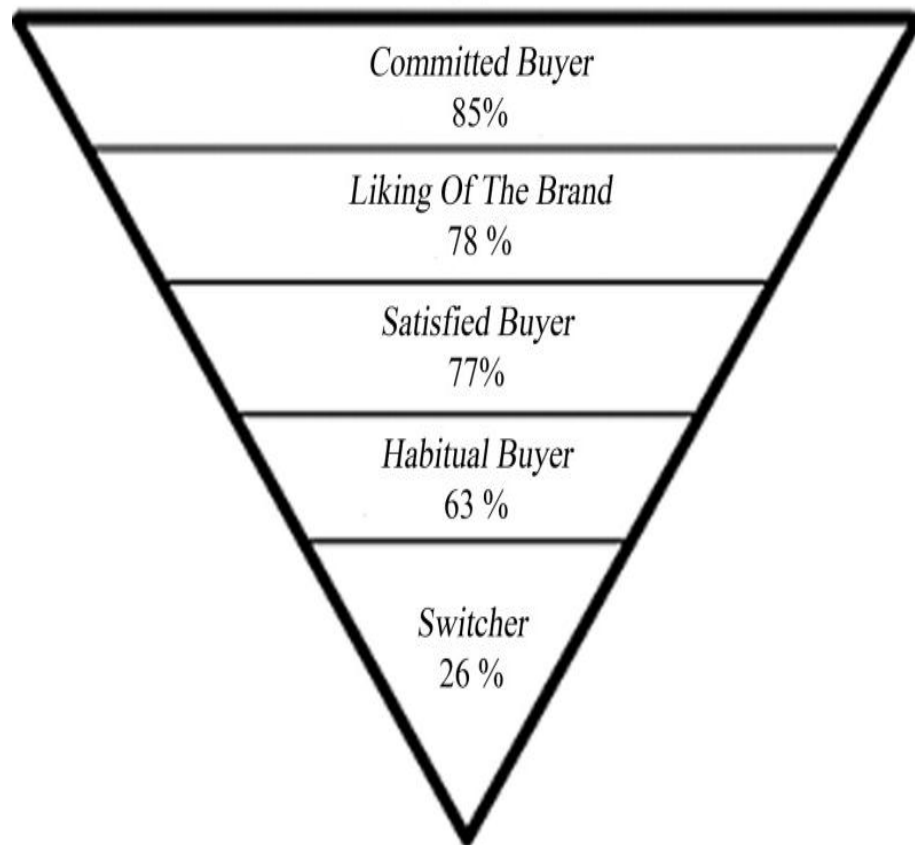 Committed Buyer
85%
Liking Of The Brand
78 %
Satisfied Buyer
77%
Habitual Buyer
63 %
Switcher
26 %